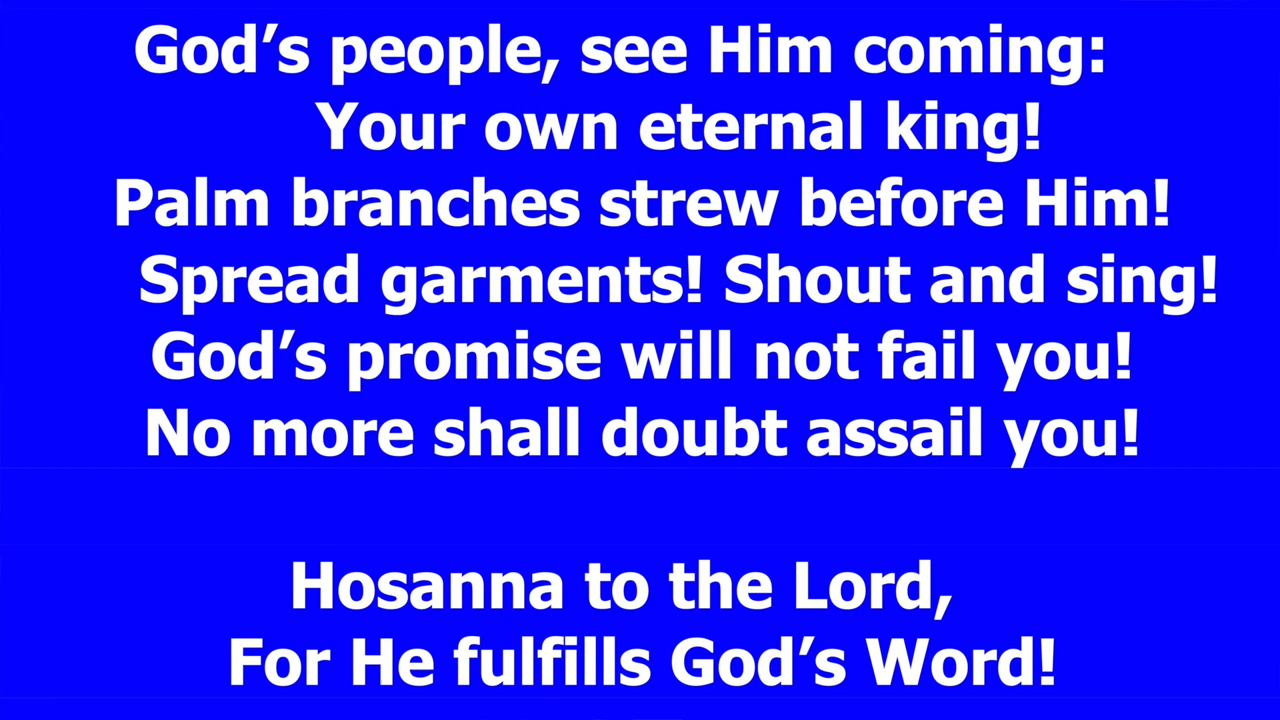 God’s people, see Him coming:
Your own eternal king!
Palm branches strew before Him!
Spread garments! Shout and sing!
God’s promise will not fail you!
No more shall doubt assail you!
Hosanna to the Lord,
For He fulfills God’s Word!